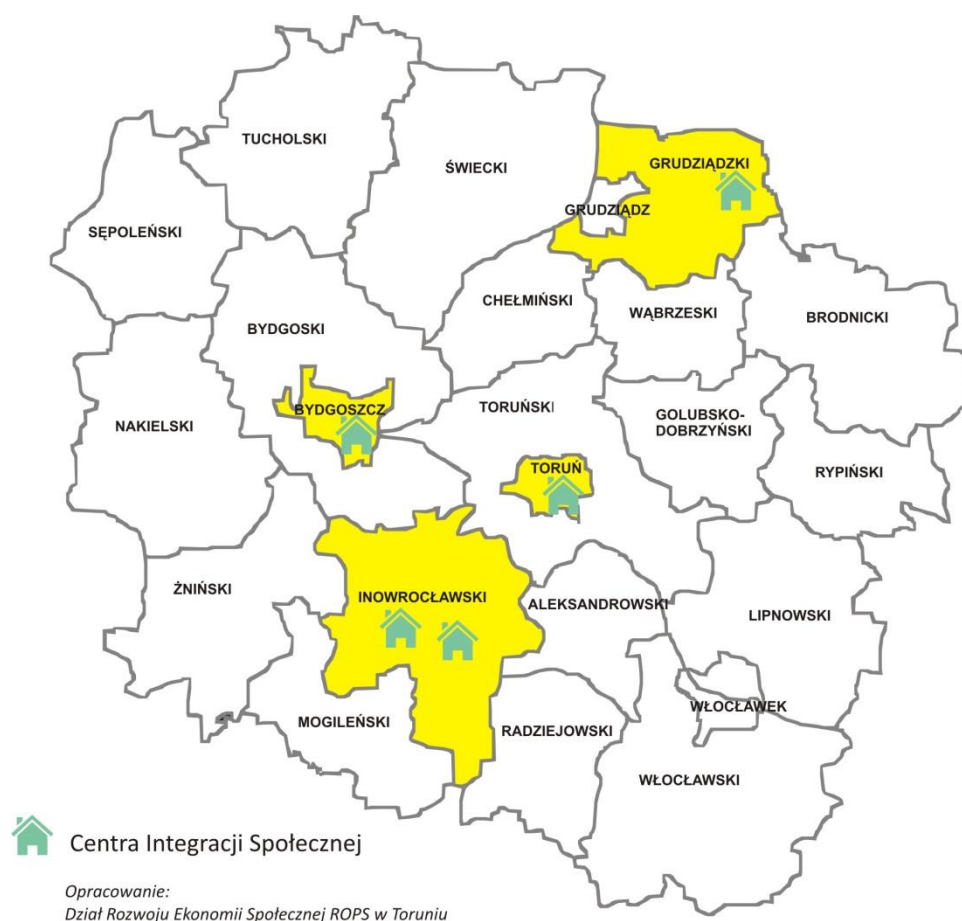 TUCHOLSKI
ŚWIECKI
GRUDZIĄDZKI
GRUDZIĄDZ
SĘPOLEŃSKI
CHEŁMIŃSKI
WĄBRZESKI
BRODNICKI
BYDGOSKI
BYDGOSZCZ
TORUŃSKI
GOLUBSKO-
DOBRZYŃSKI
NAKIELSKI
RYPIŃSKI
TORUŃ
ŻNIŃSKI
INOWROCŁAWSKI
ALEKSANDROWSKI
LIPNOWSKI
MOGILEŃSKI
RADZIEJOWSKI
WŁOCŁAWEK
WŁOCŁAWSKI
Centra Integracji Społecznej
Opracowanie:
Dział Rozwoju Ekonomii Społecznej ROPS w Toruniu